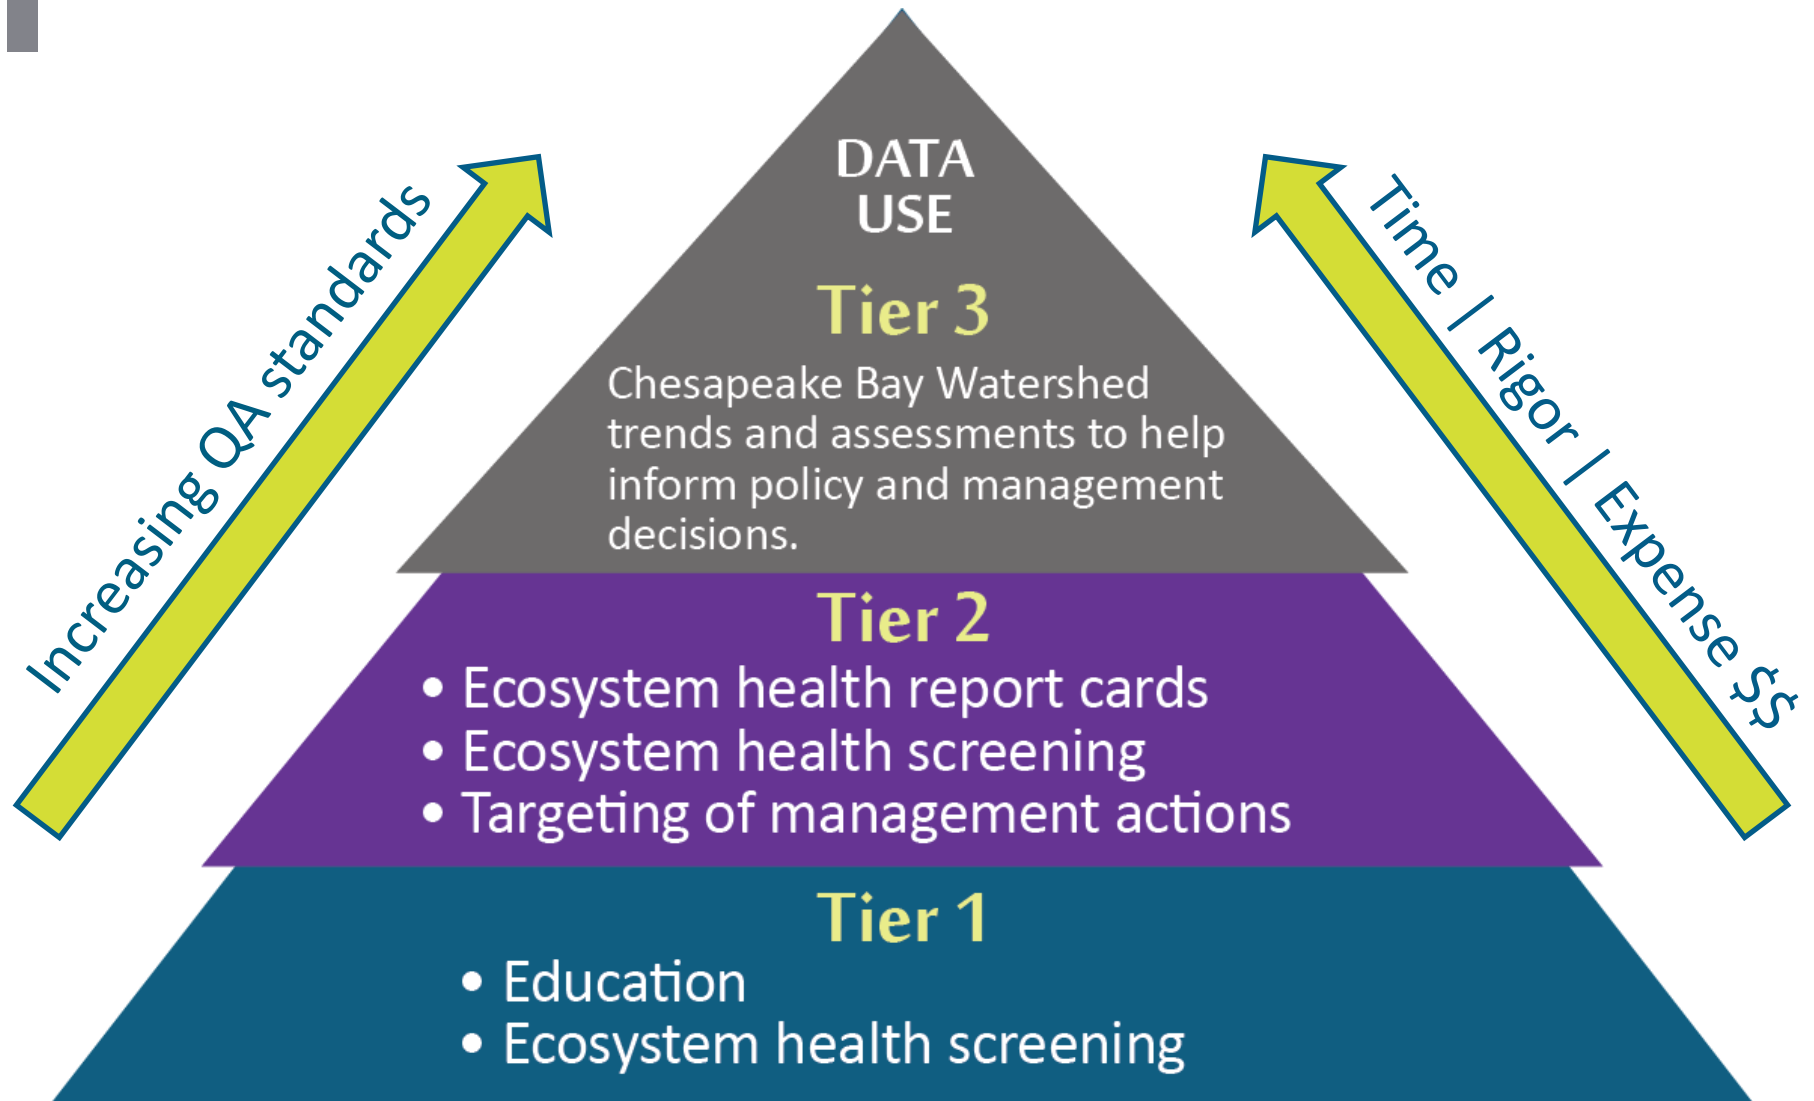 DATA
USE
Tier 3
Chesapeake Bay Watershed
trends and assessments to help
inform policy and management
decisions.
Tier 2
• Ecosystem health report cards
• Ecosystem health screening
• Targeting of management actions
Tier 1
• Education
• Ecosystem health screening
Increasing QA standards
Time | Rigor | Expense $$